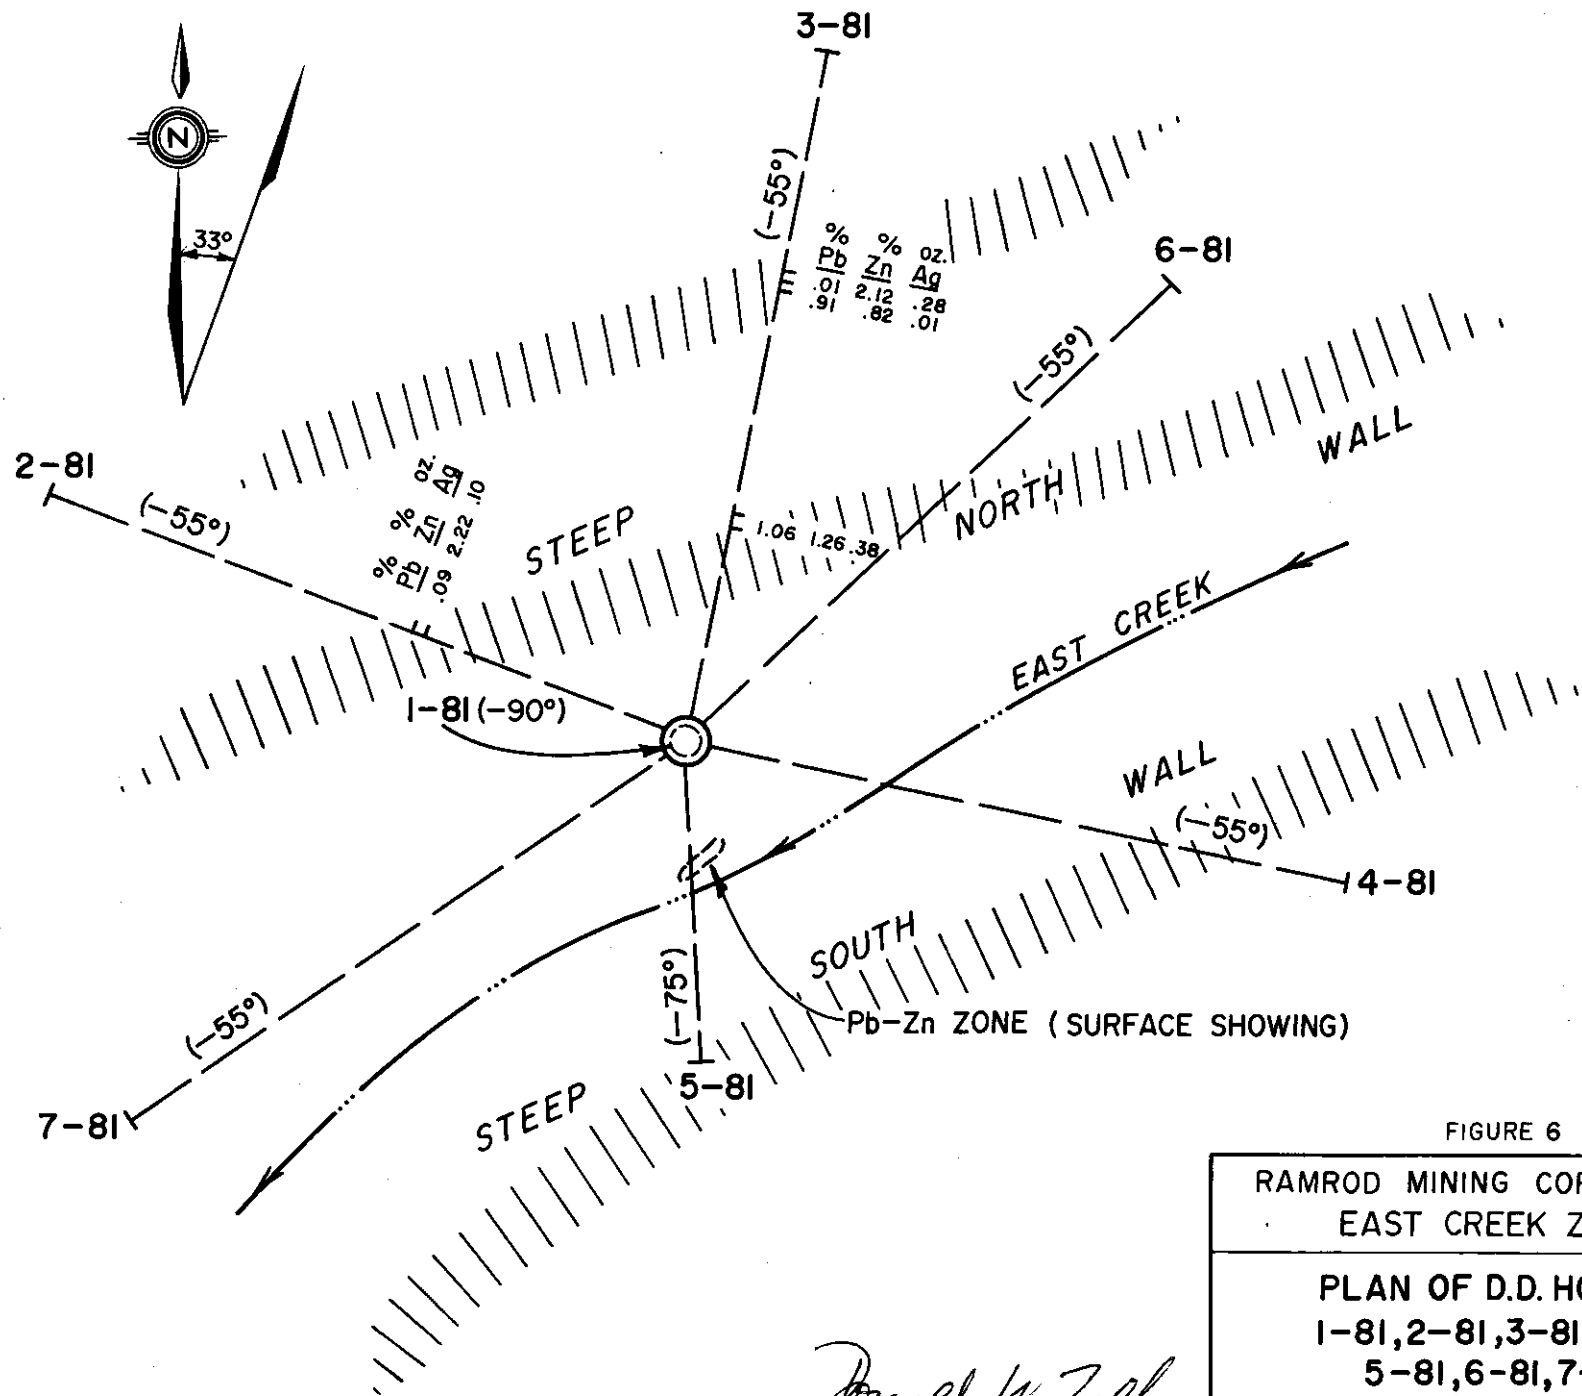 3-81
N
33°
(-55°)
% % oz.
Pb Zn Ag
.01 2.12 .28
.91 .82 .01
6-81
(-55°)
2-81
(-55°)
% % oz.
Pb Zn Ag
.09 2.22 .10
STEEP NORTH WALL
1.06 1.26 .38
EAST CREEK
1-81 (-90°)
WALL
(-55°)
4-81
SOUTH
(-75°)
Pb-Zn ZONE (SURFACE SHOWING)
(-55°)
5-81
STEEP
7-81
FIGURE 6
RAMROD MINING COR
EAST CREEK Z
PLAN OF D.D. HO
1-81, 2-81, 3-81
5-81, 6-81, 7-